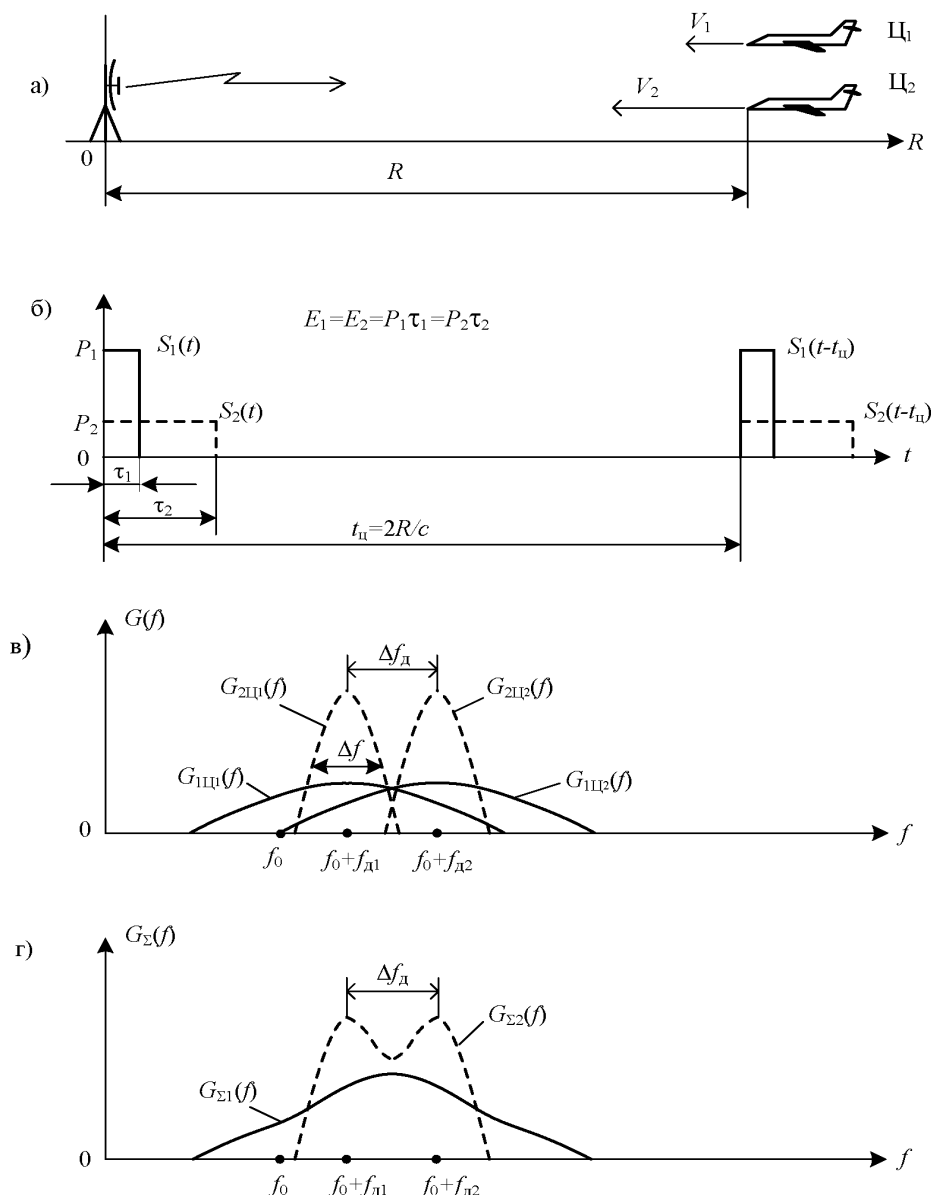 а)
V₁
Ц₁
V₂
Ц₂
0
R
R
б)
E₁=E₂=P₁τ₁=P₂τ₂
P₁
S₁(t)
S₁(t-tц)
P₂
S₂(t)
S₂(t-tц)
0
t
τ₁
τ₂
tц=2R/c
в)
G(f)
Δfд
G2Ц1(f)
G2Ц2(f)
Δf
G1Ц1(f)
G1Ц2(f)
0
f
f₀
f₀+fд1
f₀+fд2
г)
GΣ(f)
Δfд
GΣ2(f)
GΣ1(f)
0
f
f₀
f₀+fд1
f₀+fд2